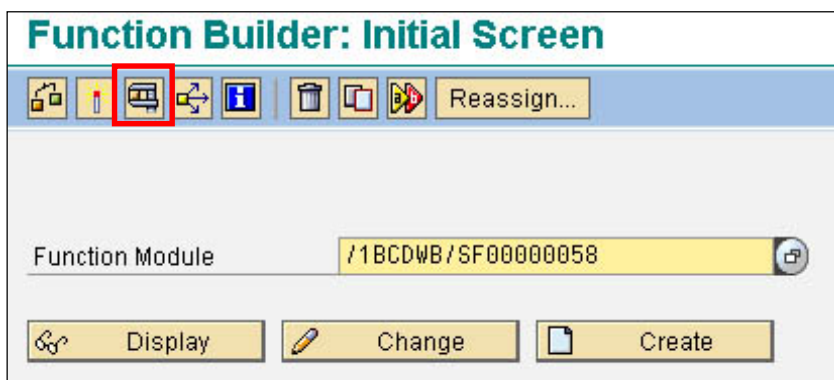 Function Builder: Initial Screen
Reassign...
Function Module /1BCDWB/SF00000058
Display Change Create